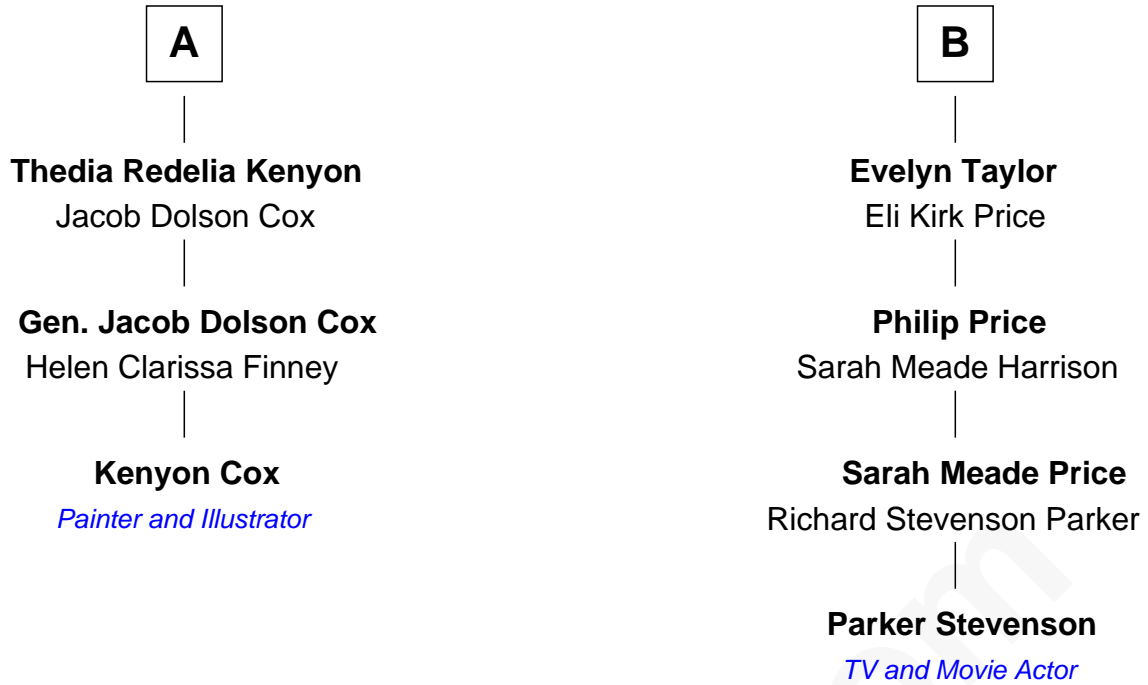 A
Thedia Redelia Kenyon
Jacob Dolson Cox
Gen. Jacob Dolson Cox
Helen Clarissa Finney
Kenyon Cox
Painter and Illustrator
B
Evelyn Taylor
Eli Kirk Price
Philip Price
Sarah Meade Harrison
Sarah Meade Price
Richard Stevenson Parker
Parker Stevenson
TV and Movie Actor